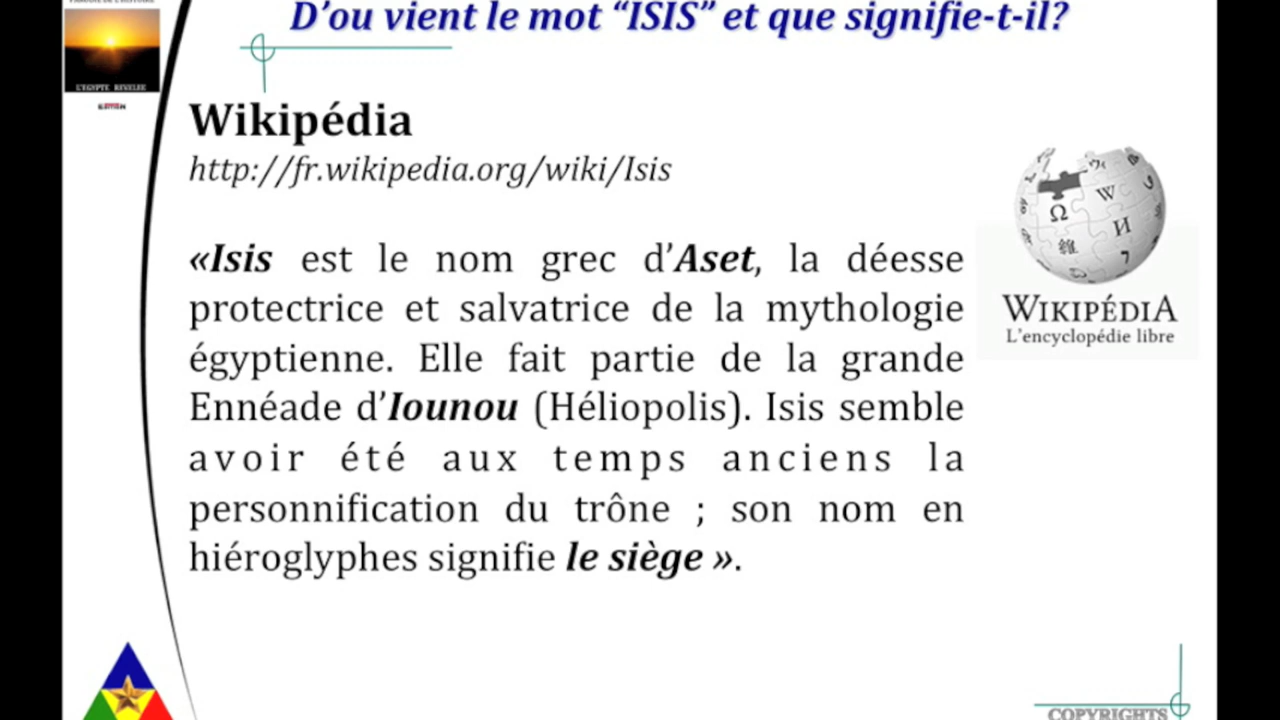 D’ou vient le mot “ISIS” et que signifie-t-il?
L'EGYPTE REVELEE
Wikipédia
http://fr.wikipedia.org/wiki/Isis
«Isis est le nom grec d’Aset, la déesse
protectrice et salvatrice de la mythologie
égyptienne. Elle fait partie de la grande
Ennéade d’Iounou (Héliopolis). Isis semble
avoir été aux temps anciens la
personnification du trône ; son nom en
hiéroglyphes signifie le siège ».
WIKIPÉDIA
L'encyclopédie libre
COPYRIGHTS